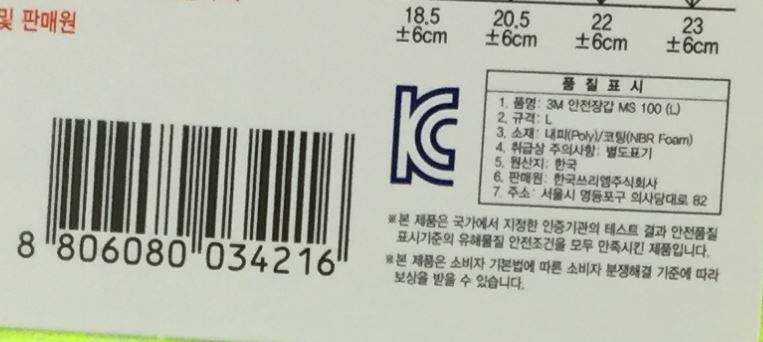 및 판매원
18.5 20.5 22 23
±6cm ±6cm ±6cm ±6cm
품 질 표 시
1. 품명: 3M 안전장갑 MS 100 (L)
2. 규격: L
3. 소재: 내피(Poly)/코팅(NBR Foam)
4. 취급상 주의사항: 별도표기
5. 원산지: 한국
6. 판매원: 한국쓰리엠주식회사
7. 주소: 서울시 영등포구 의사당대로 82
※본 제품은 국가에서 지정한 인증기관의 테스트 결과 안전품질
표시기준의 유해물질 안전조건을 모두 만족시킨 제품입니다.
※본 제품은 소비자 기본법에 따른 소비자 분쟁해결 기준에 따라
보상을 받을 수 있습니다.
8 806080 034216